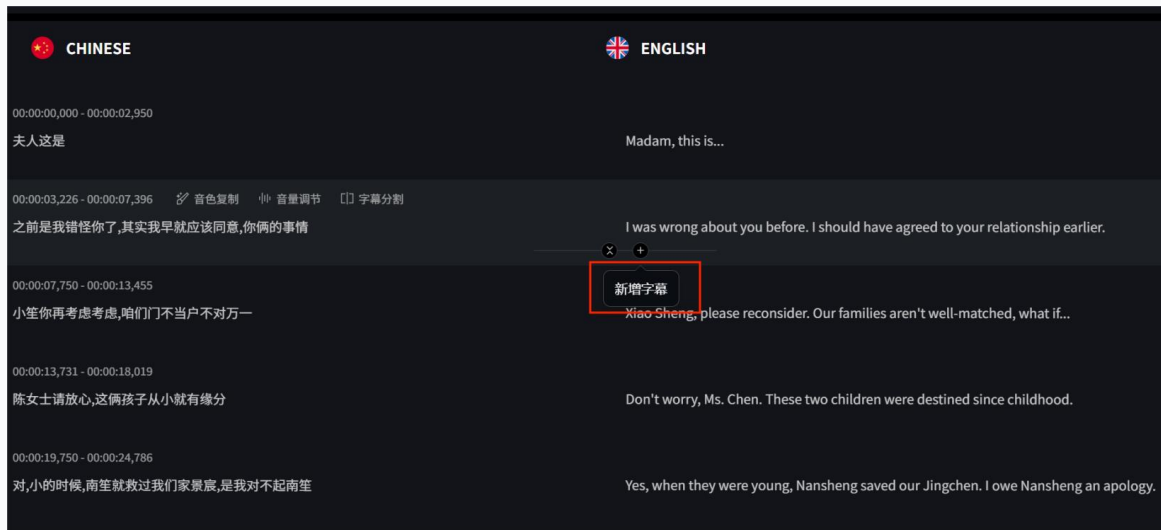 CHINESE
ENGLISH
00:00:00,000 - 00:00:02,950
夫人这是
Madam, this is...
00:00:03,226 - 00:00:07,396 音色复制 音量调节 字幕分割
之前是我错怪你了,其实我早就应该同意,你俩的事情
I was wrong about you before. I should have agreed to your relationship earlier.
新增字幕
00:00:07,750 - 00:00:13,455
小笙你再考虑考虑,咱们门不当户不对万一
Xiao Sheng, please reconsider. Our families aren't well-matched, what if...
00:00:13,731 - 00:00:18,019
陈女士请放心,这俩孩子从小就有缘分
Don't worry, Ms. Chen. These two children were destined since childhood.
00:00:19,750 - 00:00:24,786
对,小的时候,南笙就救过我们家景宸,是我对不起南笙
Yes, when they were young, Nansheng saved our Jingchen. I owe Nansheng an apology.